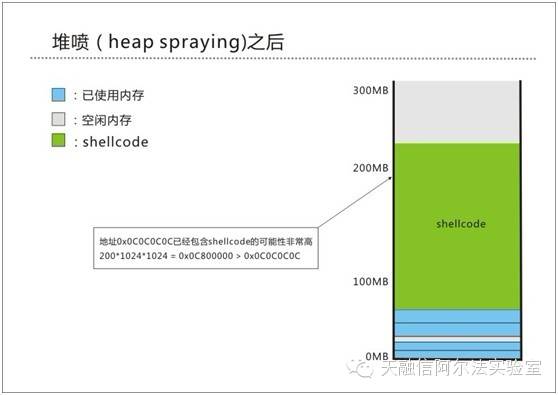 堆喷 ( heap spraying)之后
：已使用内存
：空闲内存
：shellcode
300MB
200MB
地址0x0C0C0C0C已经包含shellcode的可能性非常高
200*1024*1024 = 0x0C800000 > 0x0C0C0C0C
shellcode
100MB
0MB
天融信阿尔法实验室